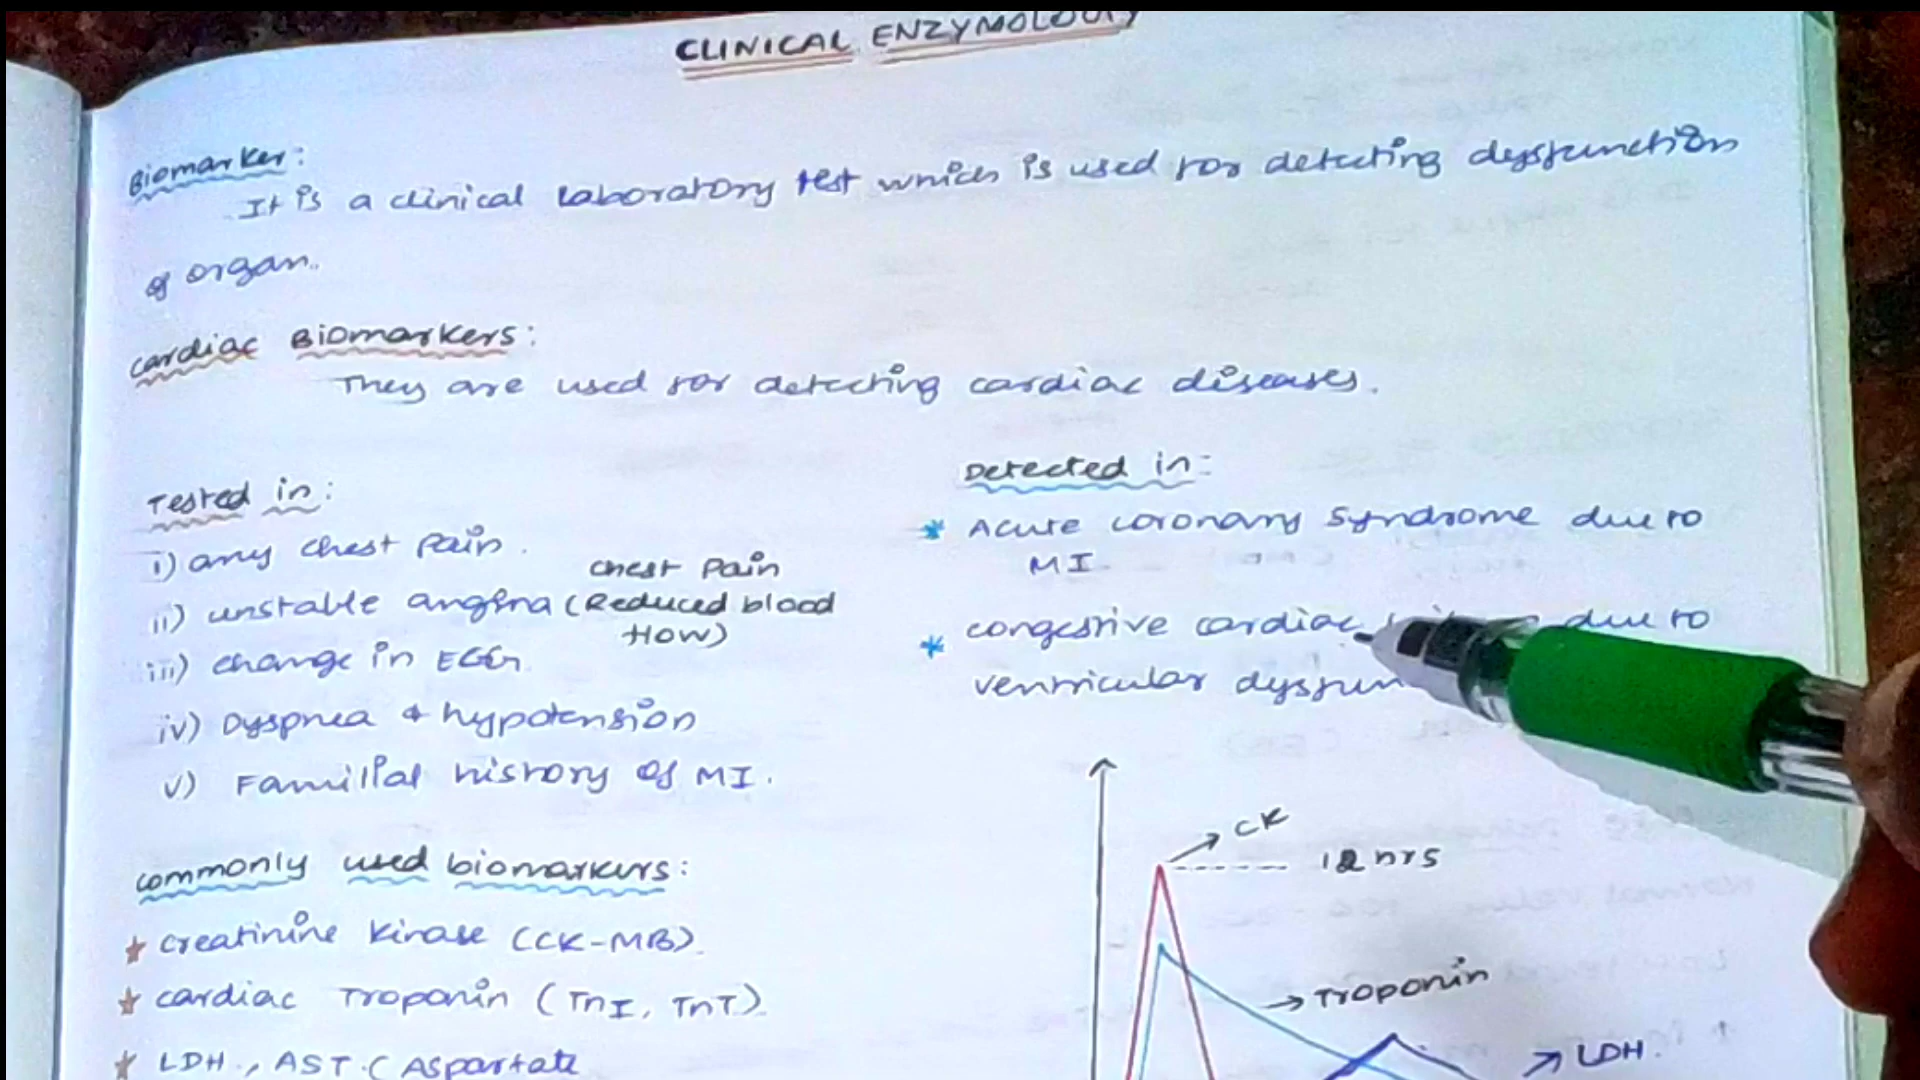 CLINICAL ENZYMOLOGY
Biomarker:
It is a clinical laboratory test which is used for detecting dysfunction
of organ.
Cardiac Biomarkers:
They are used for detecting cardiac diseases.
Tested in:
i) any chest pain.
ii) unstable angina (Reduced blood flow)
chest pain
iii) change in ECG
iv) Dyspnea & hypotension
v) Familial history of MI.
Detected in:
* Acute coronary syndrome due to
MI
* congestive cardiac due to
ventricular
commonly used biomarkers:
★ creatinine kinase (CK-MB).
★ cardiac Troponin (TnI, TnT).
★ LDH, AST (Aspartate
CK
12 hrs
Troponin
LDH.